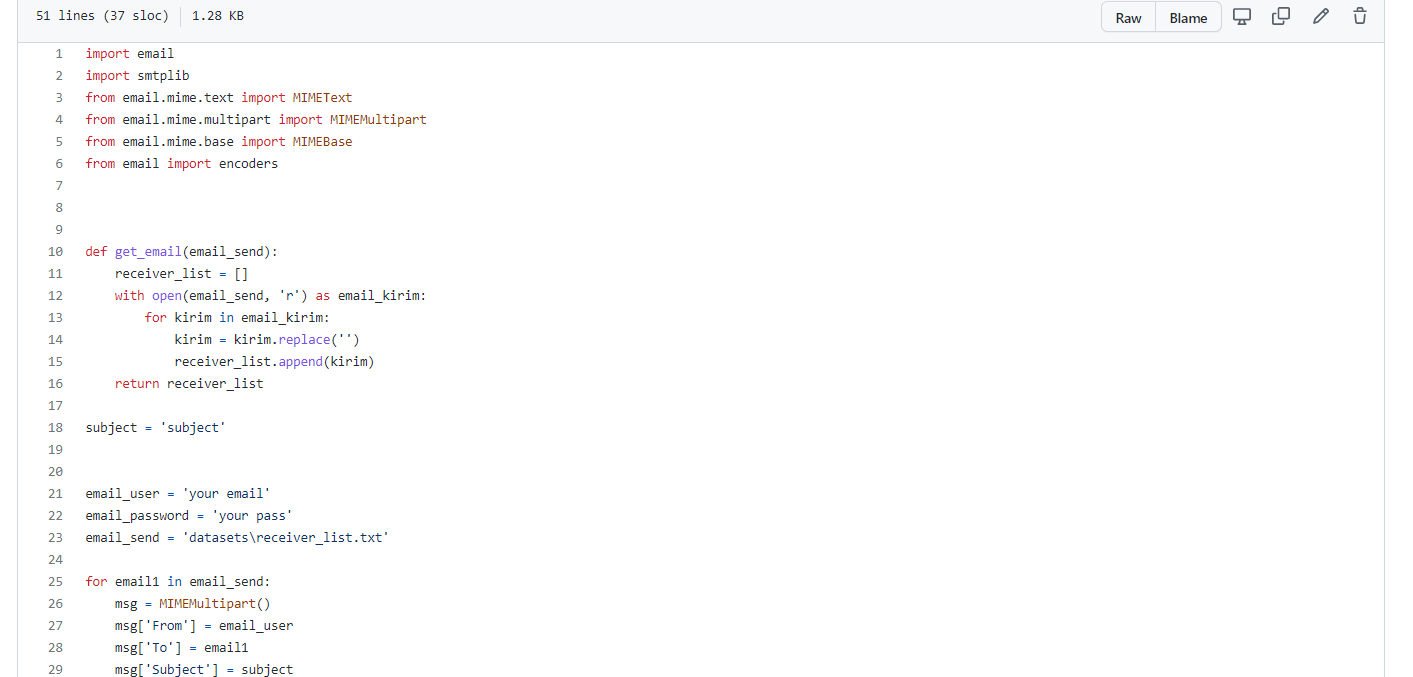 51 lines (37 sloc) 1.28 KB Raw Blame
1 import email
2 import smtplib
3 from email.mime.text import MIMEText
4 from email.mime.multipart import MIMEMultipart
5 from email.mime.base import MIMEBase
6 from email import encoders
7
8
9
10 def get_email(email_send):
11     receiver_list = []
12     with open(email_send, 'r') as email_kirim:
13         for kirim in email_kirim:
14             kirim = kirim.replace('')
15             receiver_list.append(kirim)
16     return receiver_list
17
18 subject = 'subject'
19
20
21 email_user = 'your email'
22 email_password = 'your pass'
23 email_send = 'datasets\receiver_list.txt'
24
25 for email1 in email_send:
26     msg = MIMEMultipart()
27     msg['From'] = email_user
28     msg['To'] = email1
29     msg['Subject'] = subject